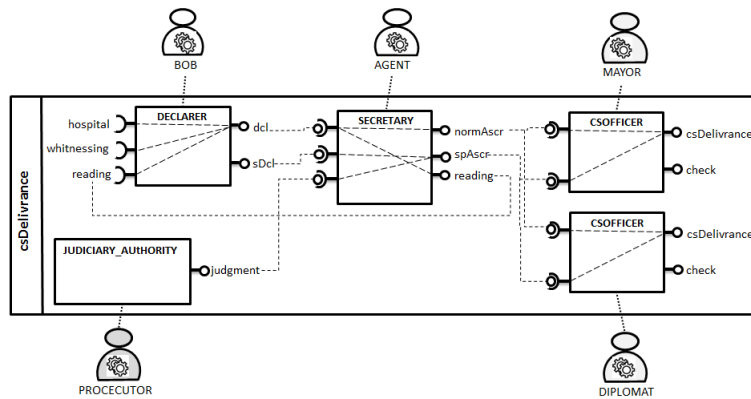 BOB
AGENT
MAYOR
csDelivrance
DECLARER
hospital
whitnessing
reading
dcl
sDcl
SECRETARY
normAscr
spAscr
reading
CSOFFICER
csDelivrance
check
CSOFFICER
csDelivrance
check
JUDICIARY_AUtHORITY
judgment
PROCECUTOR
DIPLOMAT